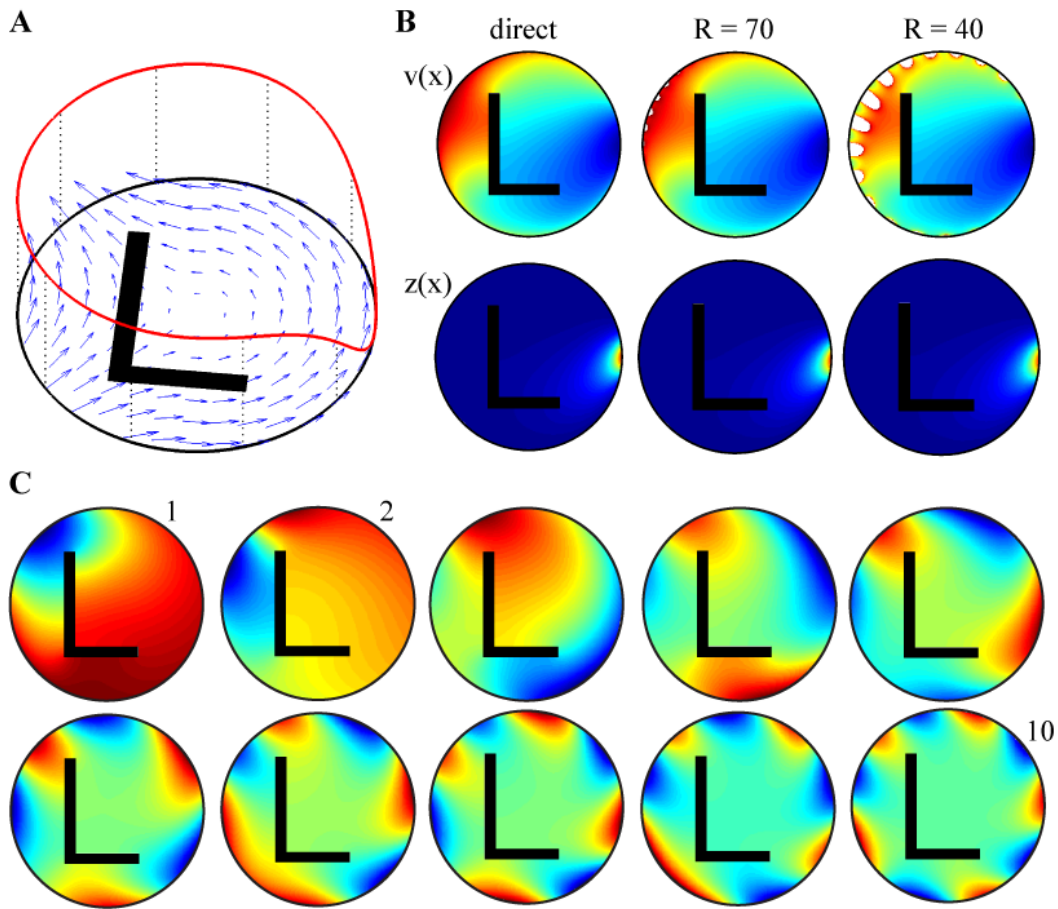 A
B
direct
R = 70
R = 40
v(x)
z(x)
C
1
2
10